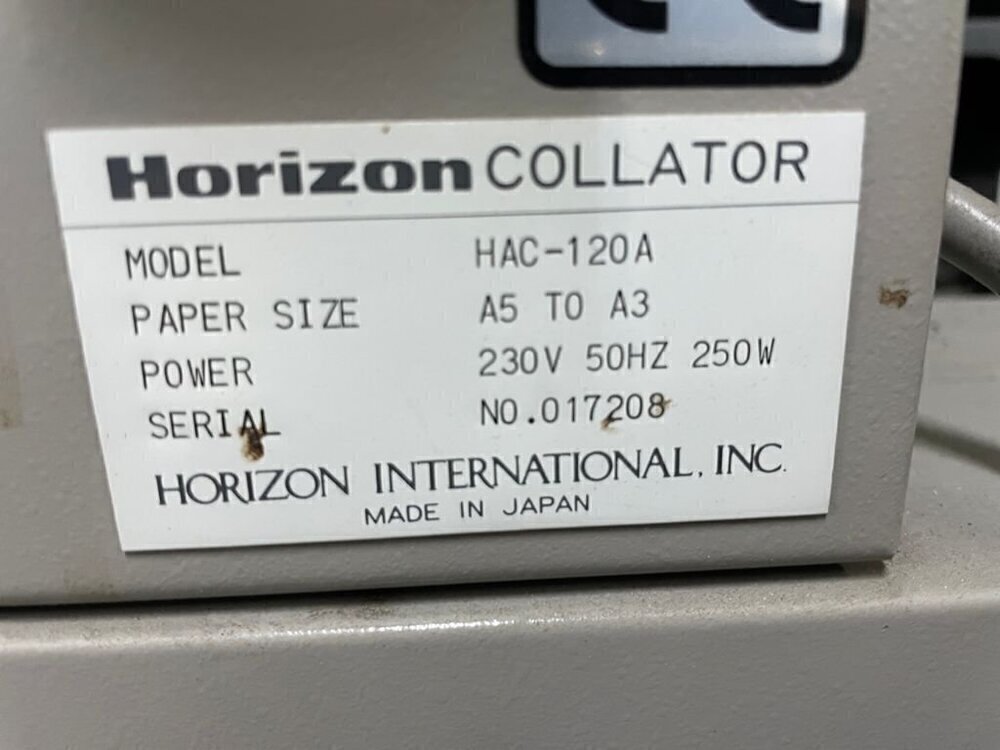 Horizon COLLATOR
MODEL HAC-120A
PAPER SIZE A5 TO A3
POWER 230V 50HZ 250W
SERIAL NO.017208
HORIZON INTERNATIONAL, INC.
MADE IN JAPAN